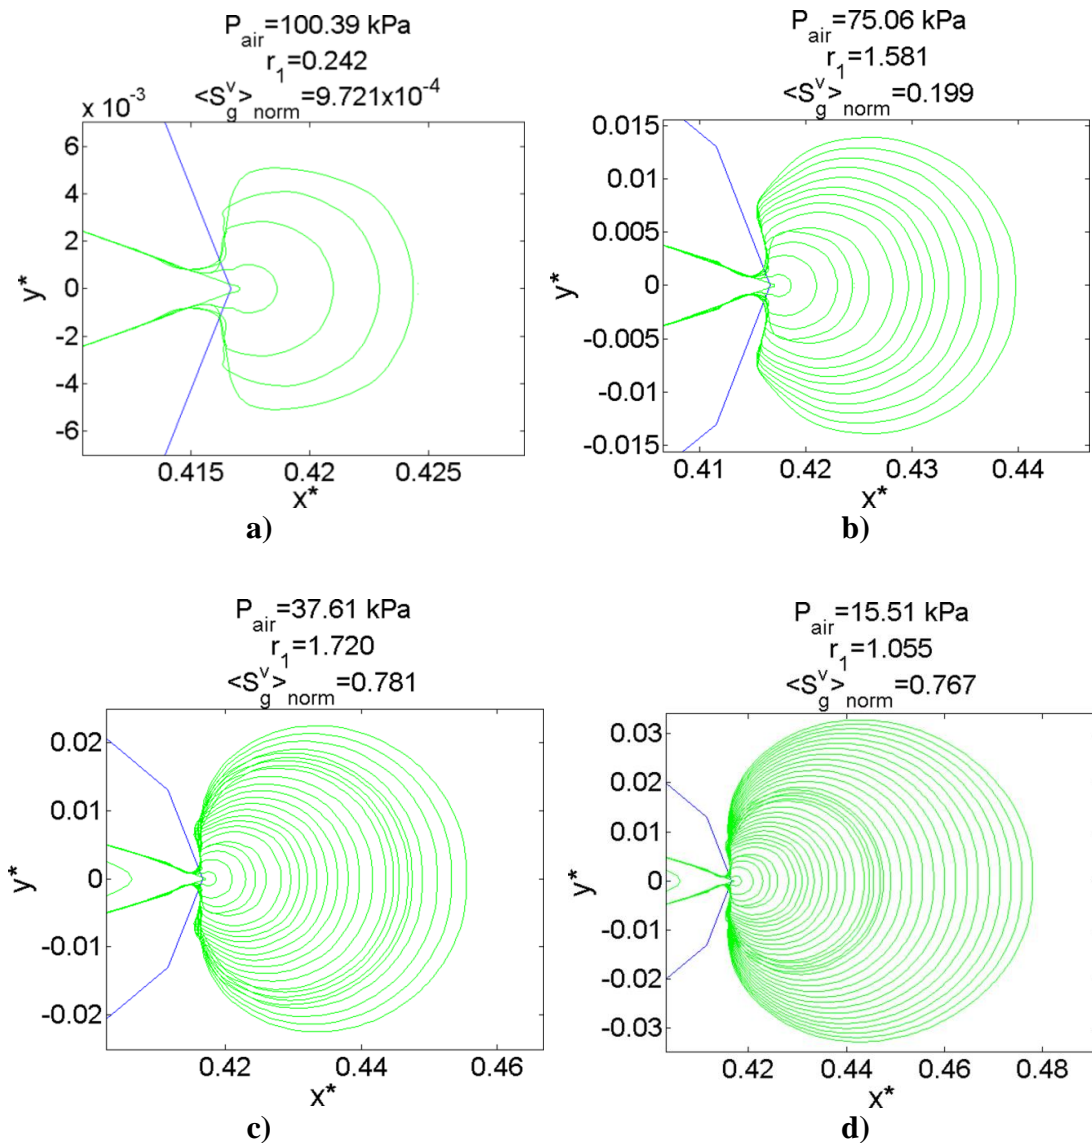 P_air=100.39 kPa
r_1=0.242
<S_g^v>_norm=9.721x10^-4
x 10^-3
6
4
2
0
-2
-4
-6
y*
0.415 0.42 0.425
x*
a)
P_air=75.06 kPa
r_1=1.581
<S_g^v>_norm=0.199
0.015
0.01
0.005
0
-0.005
-0.01
-0.015
y*
0.41 0.42 0.43 0.44
x*
b)
P_air=37.61 kPa
r_1=1.720
<S_g^v>_norm=0.781
0.02
0.01
0
-0.01
-0.02
y*
0.42 0.44 0.46
x*
c)
P_air=15.51 kPa
r_1=1.055
<S_g^v>_norm=0.767
0.03
0.02
0.01
0
-0.01
-0.02
-0.03
y*
0.42 0.44 0.46 0.48
x*
d)